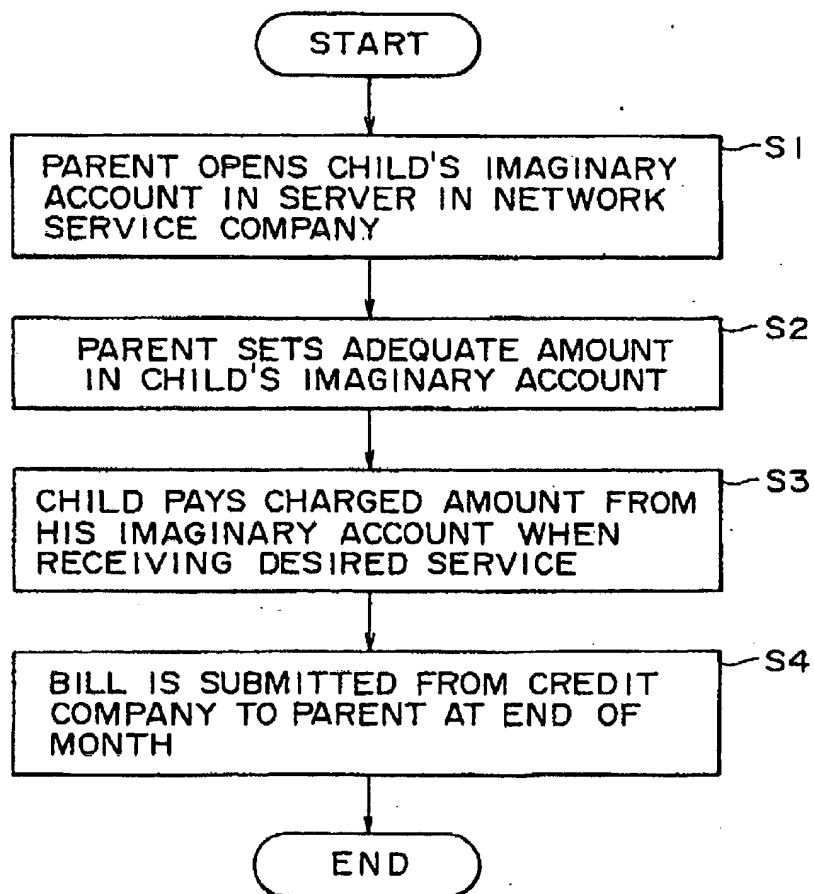 START
S1
PARENT OPENS CHILD'S IMAGINARY
ACCOUNT IN SERVER IN NETWORK
SERVICE COMPANY
S2
PARENT SETS ADEQUATE AMOUNT
IN CHILD'S IMAGINARY ACCOUNT
S3
CHILD PAYS CHARGED AMOUNT FROM
HIS IMAGINARY ACCOUNT WHEN
RECEIVING DESIRED SERVICE
S4
BILL IS SUBMITTED FROM CREDIT
COMPANY TO PARENT AT END OF
MONTH
END